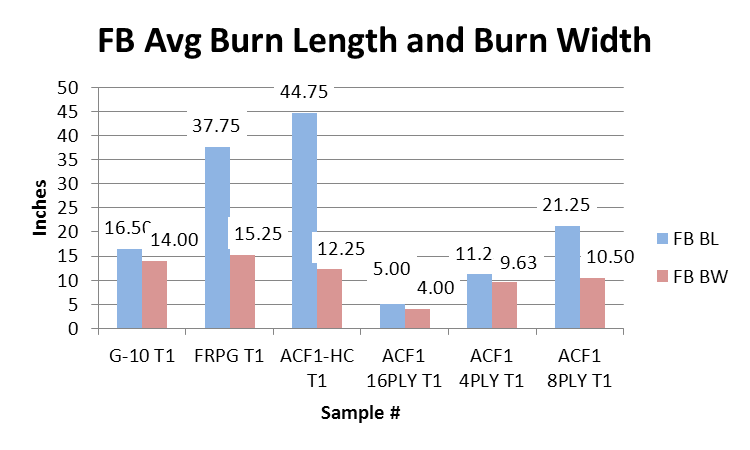 FB Avg Burn Length and Burn Width
Inches
50
45
40
35
30
25
20
15
10
5
0
16.50
14.00
37.75
15.25
44.75
12.25
5.00
4.00
11.2
9.63
21.25
10.50
FB BL
FB BW
G-10 T1
FRPG T1
ACF1-HC
T1
ACF1
16PLY T1
ACF1
4PLY T1
ACF1
8PLY T1
Sample #